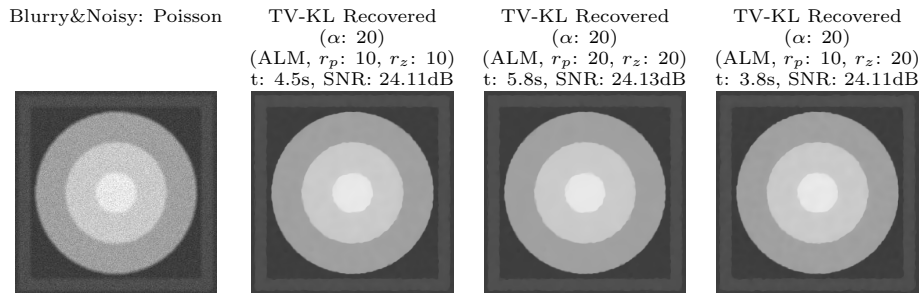 Blurry&Noisy: Poisson
TV-KL Recovered
(α: 20)
(ALM, r_p: 10, r_z: 10)
t: 4.5s, SNR: 24.11dB
TV-KL Recovered
(α: 20)
(ALM, r_p: 20, r_z: 20)
t: 5.8s, SNR: 24.13dB
TV-KL Recovered
(α: 20)
(ALM, r_p: 10, r_z: 20)
t: 3.8s, SNR: 24.11dB